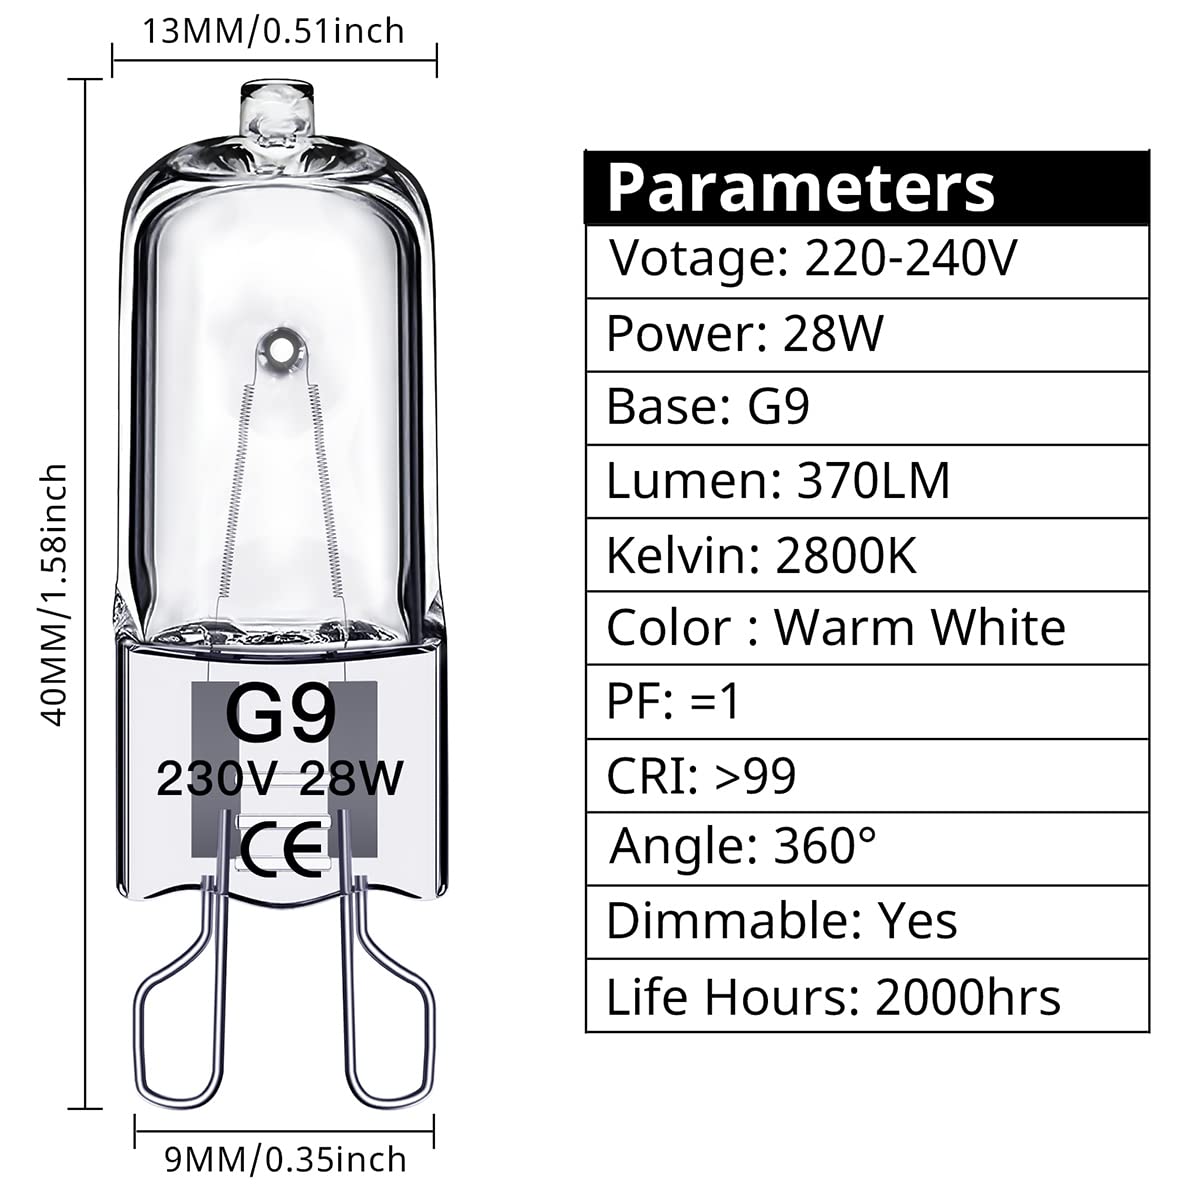 13MM/0.51inch
40MM/1.58inch
G9
230V 28W
CE
9MM/0.35inch
Parameters
Votage: 220-240V
Power: 28W
Base: G9
Lumen: 370LM
Kelvin: 2800K
Color : Warm White
PF: =1
CRI: >99
Angle: 360°
Dimmable: Yes
Life Hours: 2000hrs